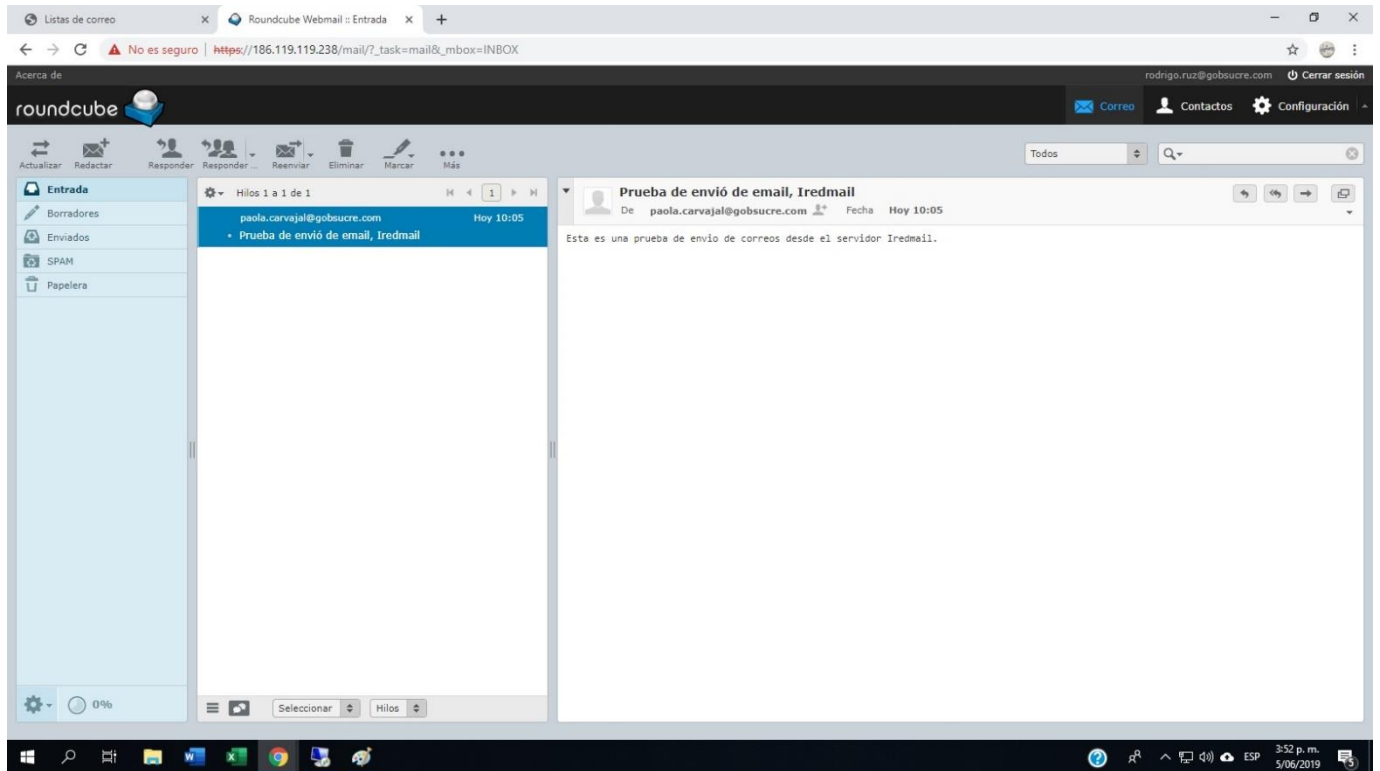 Listas de correo
Roundcube Webmail :: Entrada
No es seguro | https://186.119.119.238/mail/?_task=mail&_mbox=INBOX
Acerca de
rodrigo.ruz@gobsucre.com Cerrar sesión
roundcube
Correo Contactos Configuración
Actualizar Redactar Responder Responder ... Reenviar Eliminar Marcar Más
Todos
Entrada
Borradores
Enviados
SPAM
Papelera
Hilos 1 a 1 de 1
1
paola.carvajal@gobsucre.com Hoy 10:05
• Prueba de envió de email, Iredmail
Prueba de envió de email, Iredmail
De paola.carvajal@gobsucre.com Fecha Hoy 10:05
Esta es una prueba de envio de correos desde el servidor Iredmail.
0%
Seleccionar Hilos
ESP
3:52 p. m.
5/06/2019
5